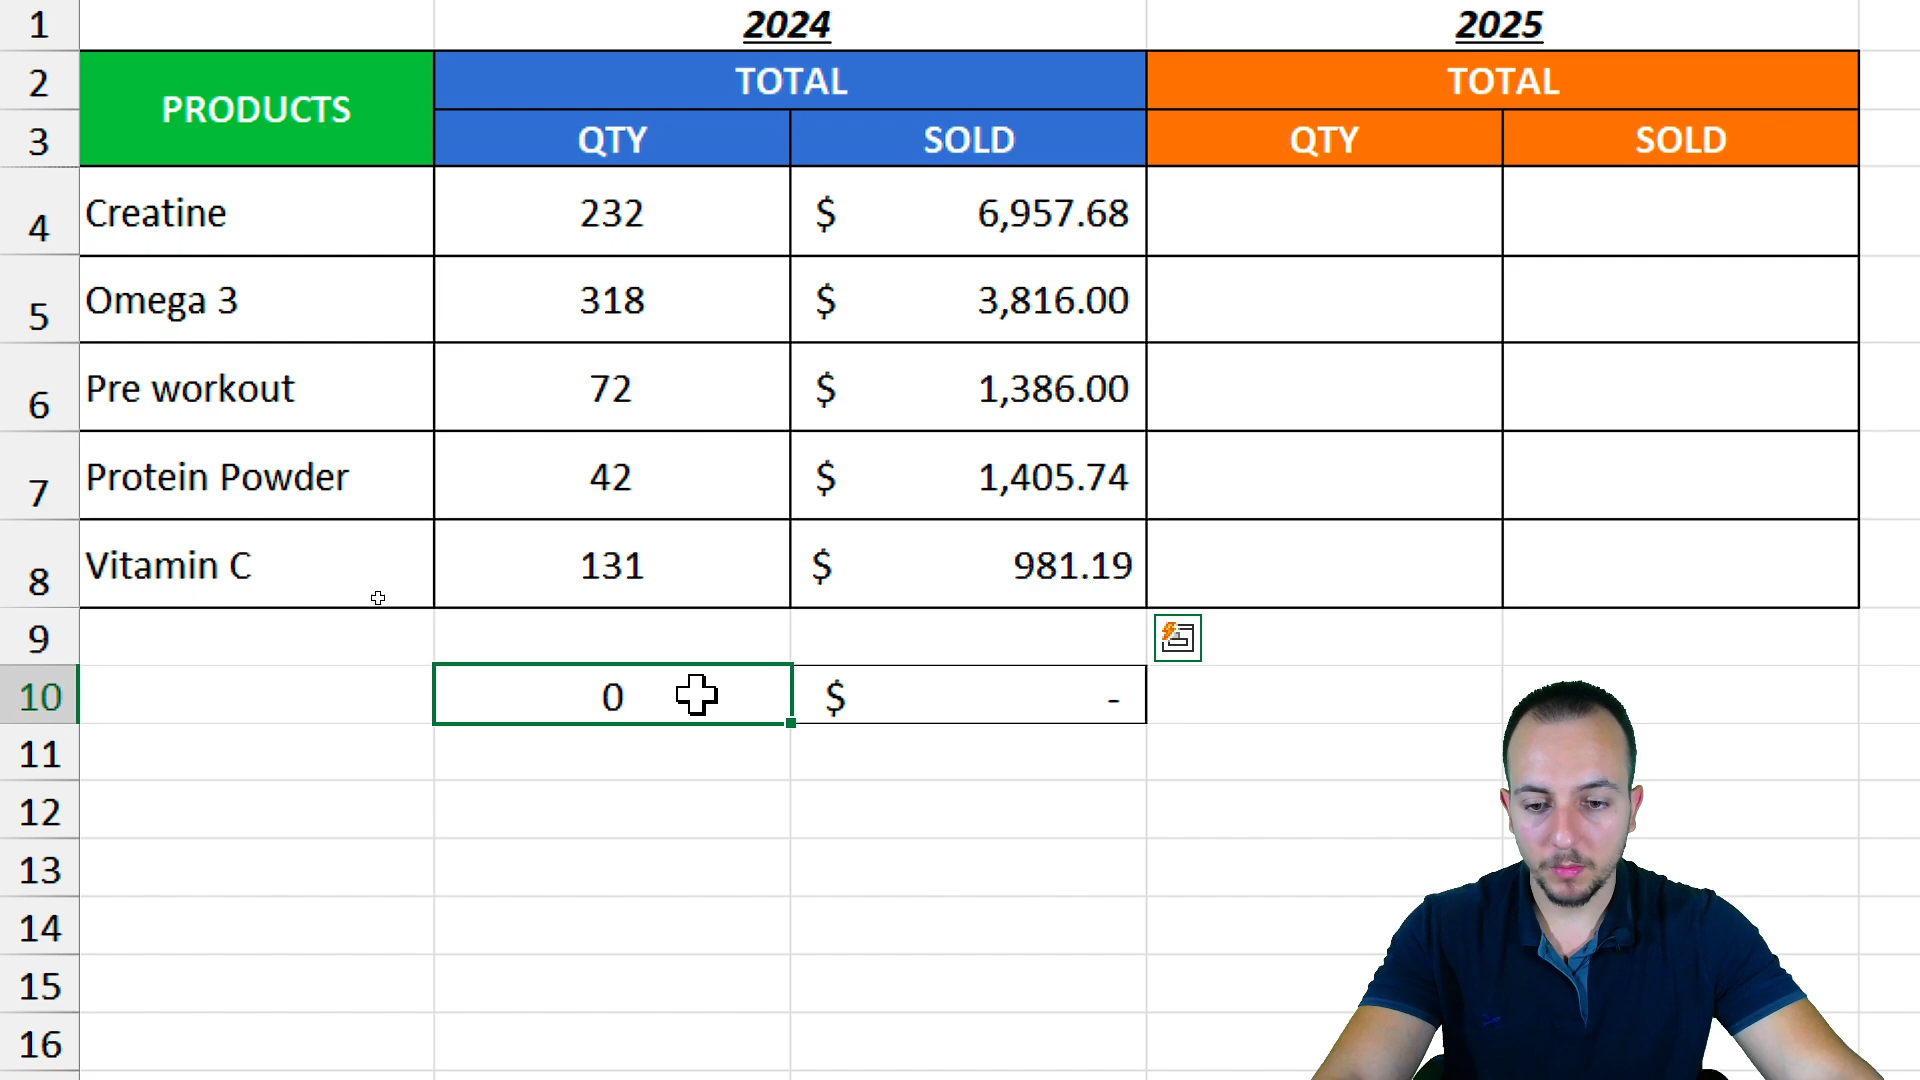 1 2024 2025
2 PRODUCTS TOTAL TOTAL
3 QTY SOLD QTY SOLD
4 Creatine 232 $ 6,957.68
5 Omega 3 318 $ 3,816.00
6 Pre workout 72 $ 1,386.00
7 Protein Powder 42 $ 1,405.74
8 Vitamin C 131 $ 981.19
9
10 0 $ -
11
12
13
14
15
16